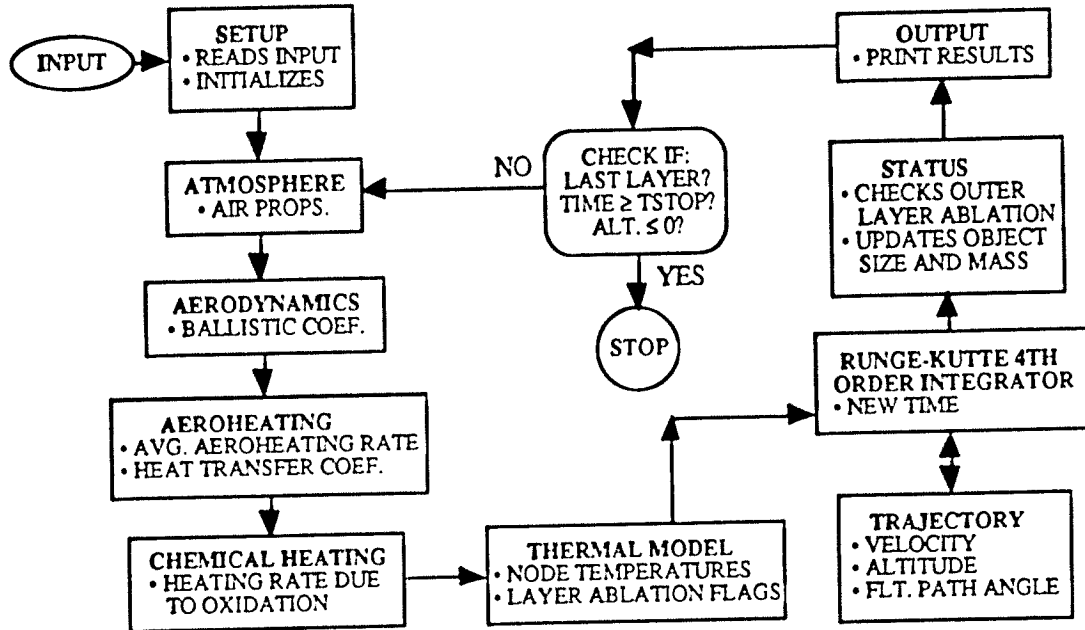 INPUT
SETUP
• READS INPUT
• INITIALIZES
ATMOSPHERE
• AIR PROPS.
AERODYNAMICS
• BALLISTIC COEF.
AEROHEATING
• AVG. AEROHEATING RATE
• HEAT TRANSFER COEF.
CHEMICAL HEATING
• HEATING RATE DUE
TO OXIDATION
THERMAL MODEL
• NODE TEMPERATURES
• LAYER ABLATION FLAGS
RUNGE-KUTTE 4TH
ORDER INTEGRATOR
• NEW TIME
TRAJECTORY
• VELOCITY
• ALTITUDE
• FLT. PATH ANGLE
STATUS
• CHECKS OUTER
LAYER ABLATION
• UPDATES OBJECT
SIZE AND MASS
OUTPUT
• PRINT RESULTS
CHECK IF:
LAST LAYER?
TIME ≥ TSTOP?
ALT. ≤ 0?
NO
YES
STOP